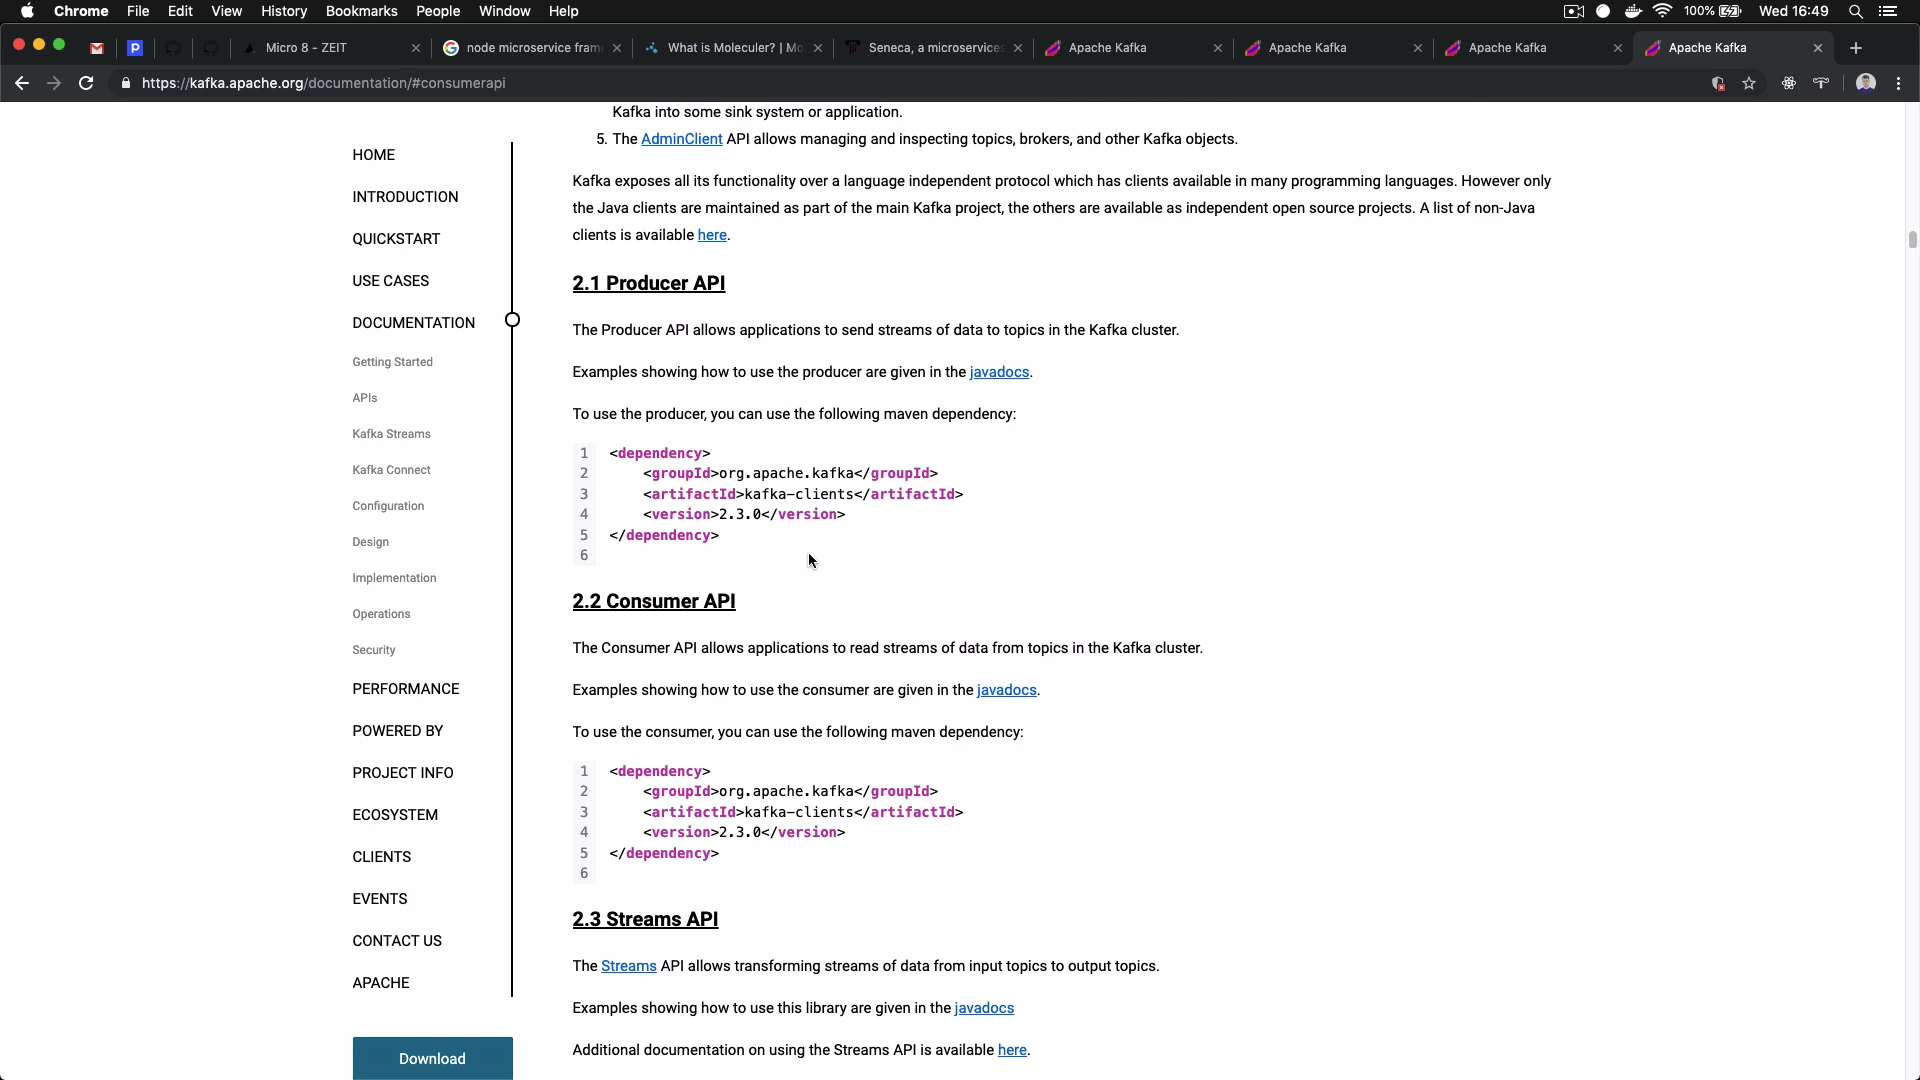 Chrome File Edit View History Bookmarks People Window Help 100% Wed 16:49
Micro 8 - ZEIT
node microservice fram
What is Moleculer? | Mo
Seneca, a microservices
Apache Kafka
Apache Kafka
Apache Kafka
Apache Kafka
https://kafka.apache.org/documentation/#consumerapi
HOME
INTRODUCTION
QUICKSTART
USE CASES
DOCUMENTATION
Getting Started
APIs
Kafka Streams
Kafka Connect
Configuration
Design
Implementation
Operations
Security
PERFORMANCE
POWERED BY
PROJECT INFO
ECOSYSTEM
CLIENTS
EVENTS
CONTACT US
APACHE
Download
Kafka into some sink system or application.
5. The AdminClient API allows managing and inspecting topics, brokers, and other Kafka objects.
Kafka exposes all its functionality over a language independent protocol which has clients available in many programming languages. However only
the Java clients are maintained as part of the main Kafka project, the others are available as independent open source projects. A list of non-Java
clients is available here.
2.1 Producer API
The Producer API allows applications to send streams of data to topics in the Kafka cluster.
Examples showing how to use the producer are given in the javadocs.
To use the producer, you can use the following maven dependency:
1 <dependency>
2 <groupId>org.apache.kafka</groupId>
3 <artifactId>kafka-clients</artifactId>
4 <version>2.3.0</version>
5 </dependency>
6
2.2 Consumer API
The Consumer API allows applications to read streams of data from topics in the Kafka cluster.
Examples showing how to use the consumer are given in the javadocs.
To use the consumer, you can use the following maven dependency:
1 <dependency>
2 <groupId>org.apache.kafka</groupId>
3 <artifactId>kafka-clients</artifactId>
4 <version>2.3.0</version>
5 </dependency>
6
2.3 Streams API
The Streams API allows transforming streams of data from input topics to output topics.
Examples showing how to use this library are given in the javadocs
Additional documentation on using the Streams API is available here.